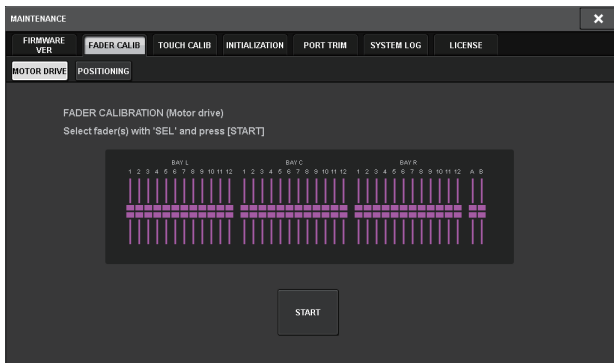 MAINTENANCE
FIRMWARE VER FADER CALIB TOUCH CALIB INITIALIZATION PORT TRIM SYSTEM LOG LICENSE
MOTOR DRIVE POSITIONING
FADER CALIBRATION (Motor drive)
Select fader(s) with 'SEL' and press [START]
BAY L BAY C BAY R
1 2 3 4 5 6 7 8 9 10 11 12 1 2 3 4 5 6 7 8 9 10 11 12 1 2 3 4 5 6 7 8 9 10 11 12 A B
START